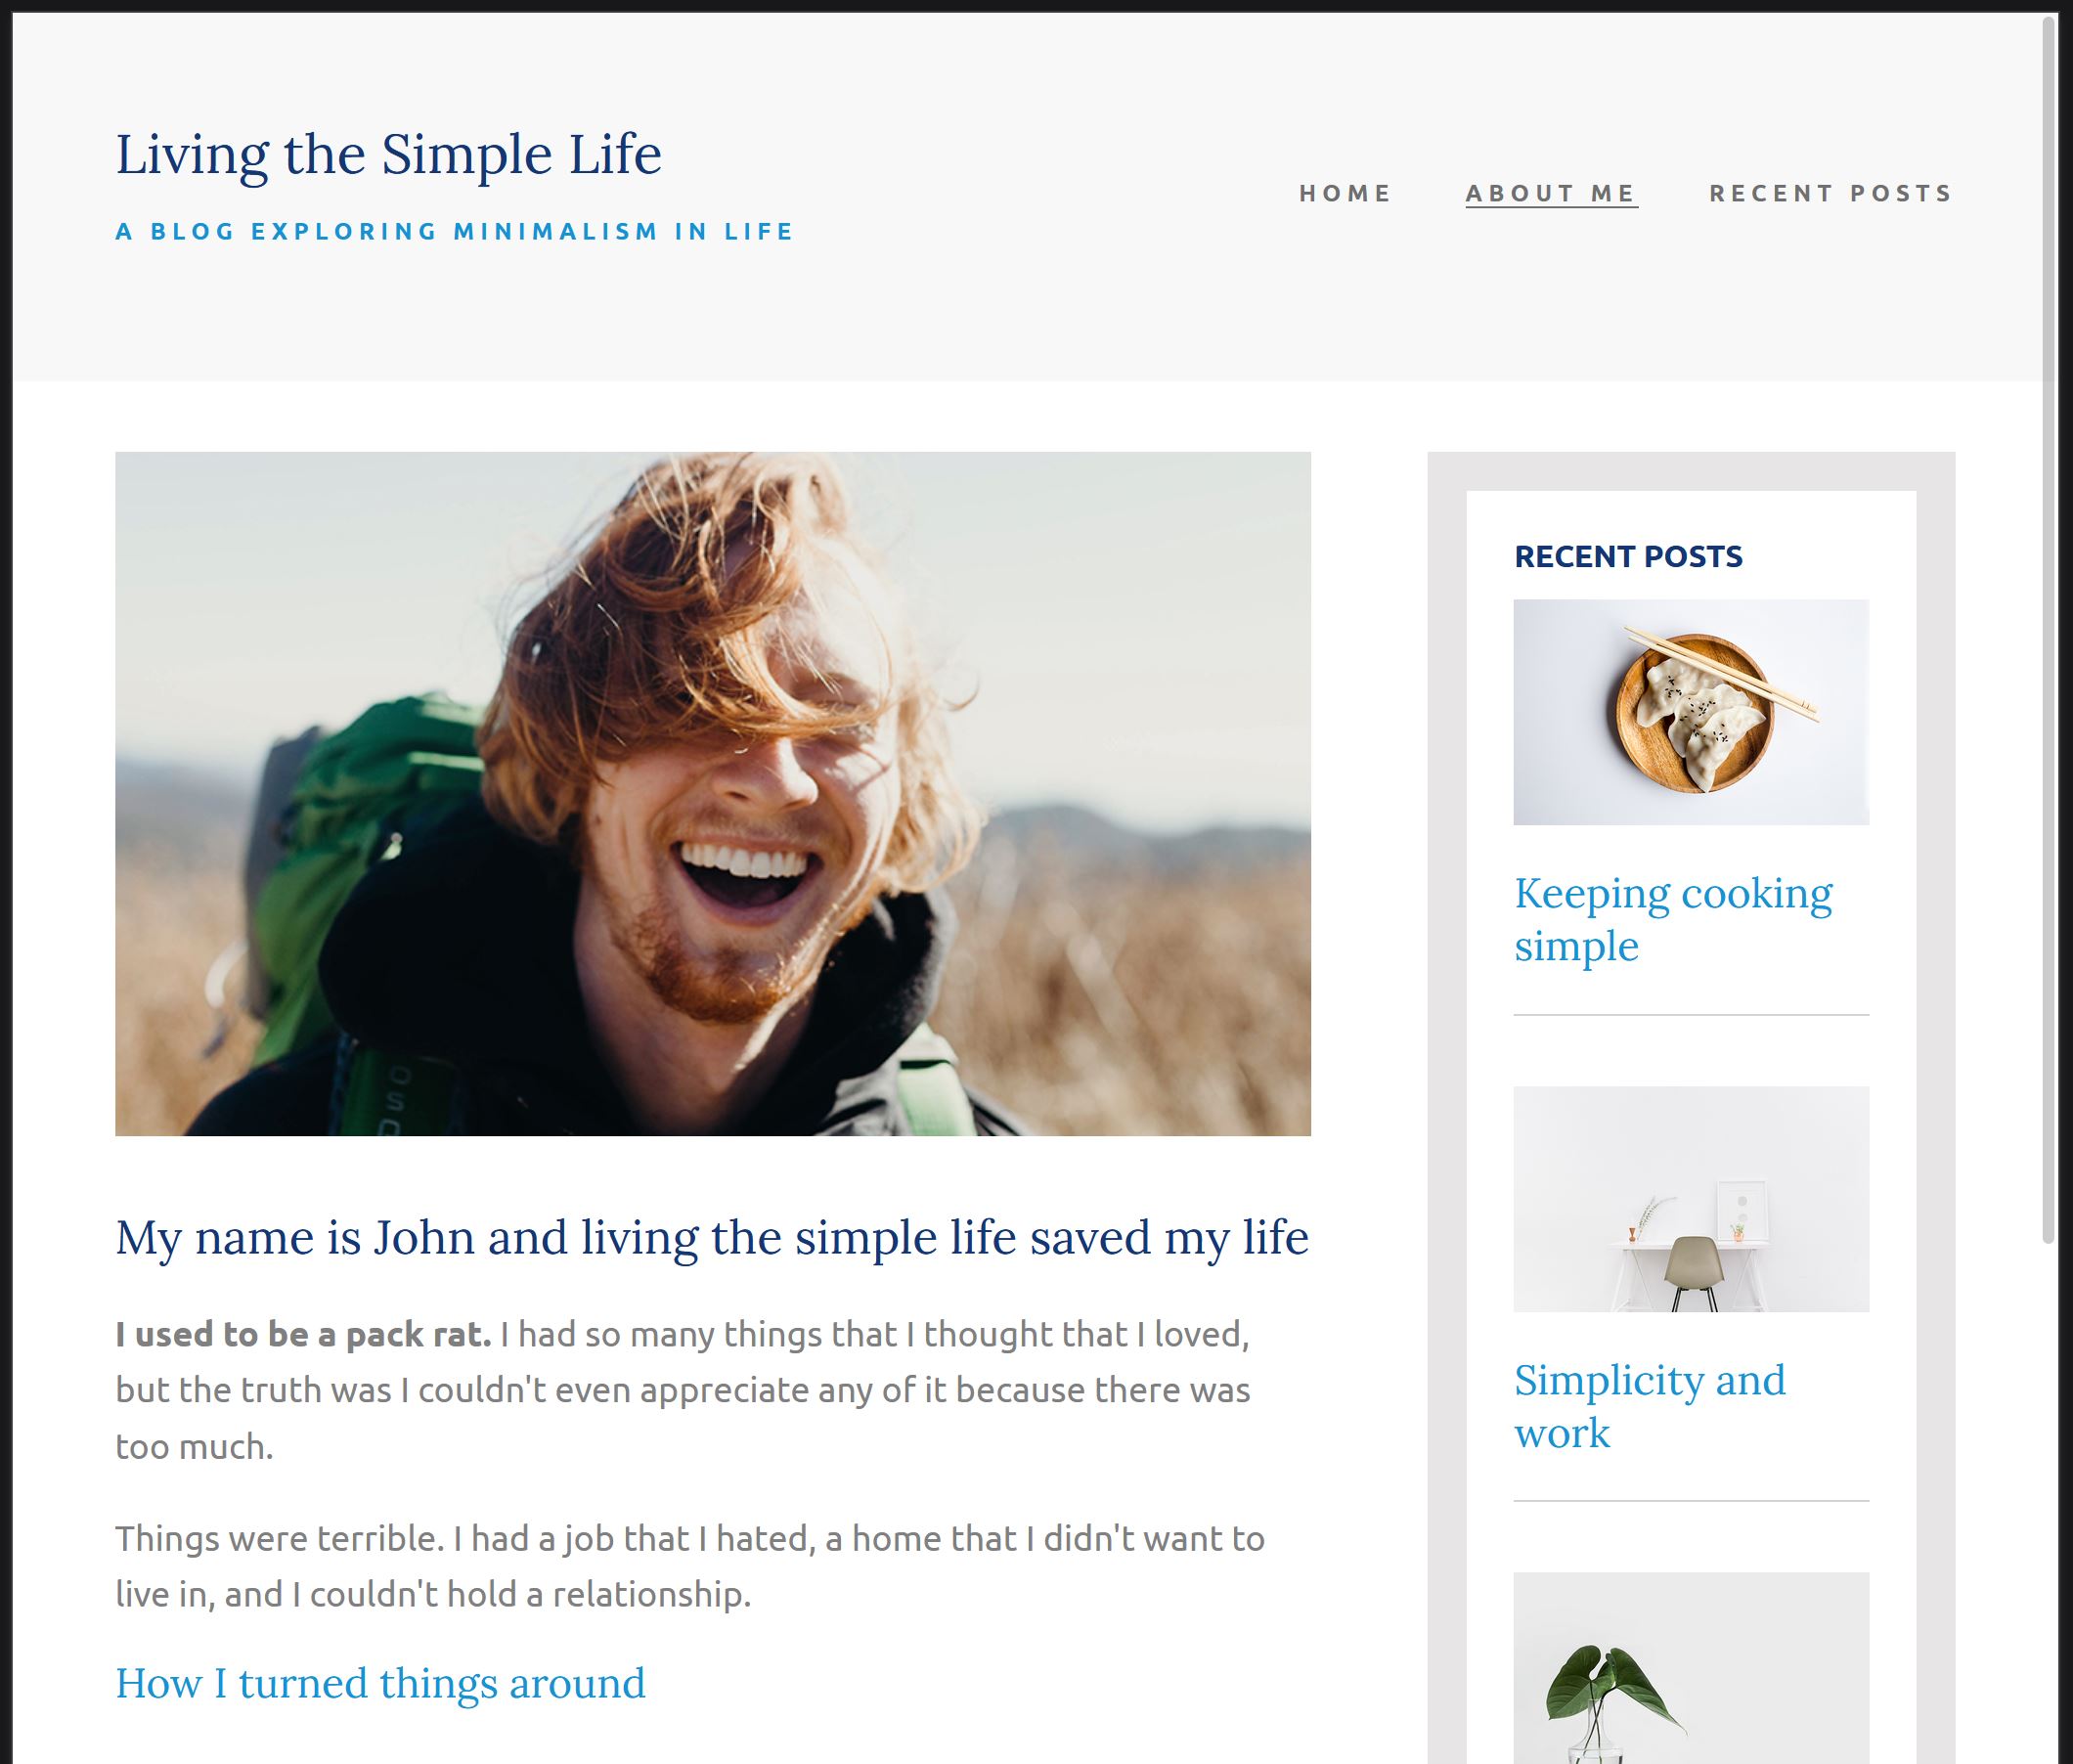 Living the Simple Life
A BLOG EXPLORING MINIMALISM IN LIFE
HOME ABOUT ME RECENT POSTS
My name is John and living the simple life saved my life
I used to be a pack rat. I had so many things that I thought that I loved,
but the truth was I couldn't even appreciate any of it because there was
too much.
Things were terrible. I had a job that I hated, a home that I didn't want to
live in, and I couldn't hold a relationship.
How I turned things around
RECENT POSTS
Keeping cooking
simple
Simplicity and
work